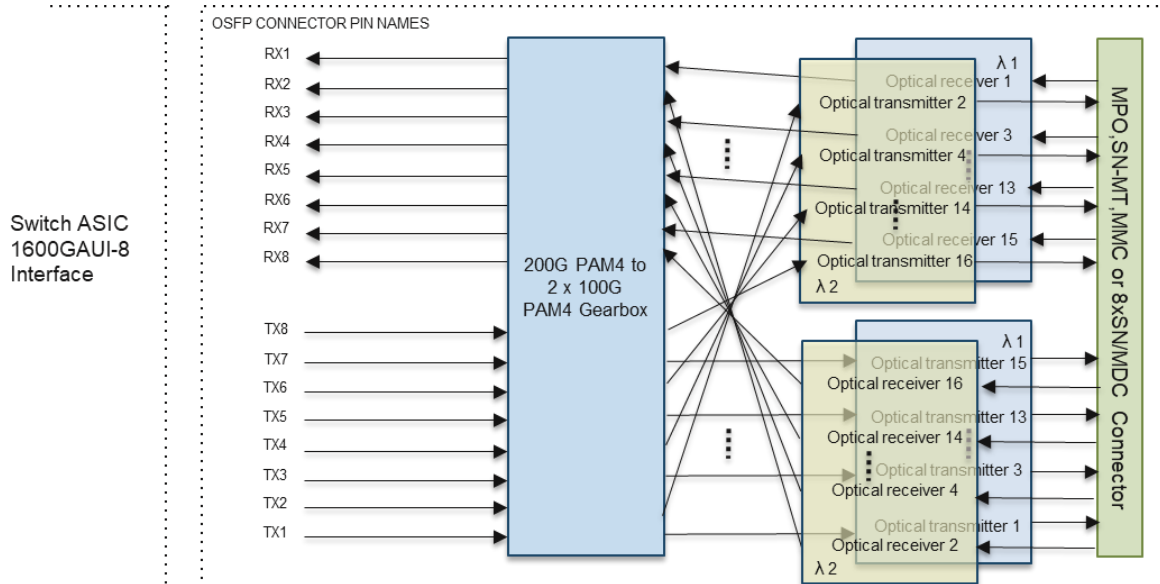 OSFP CONNECTOR PIN NAMES
RX1
RX2
RX3
RX4
RX5
RX6
RX7
RX8
TX8
TX7
TX6
TX5
TX4
TX3
TX2
TX1
Switch ASIC
1600GAUI-8
Interface
200G PAM4 to
2 x 100G
PAM4 Gearbox
λ 1
Optical receiver 1
Optical transmitter 2
Optical receiver 3
Optical transmitter 4
Optical receiver 13
Optical transmitter 14
Optical receiver 15
Optical transmitter 16
λ 2
λ 1
Optical transmitter 15
Optical receiver 16
Optical transmitter 13
Optical receiver 14
Optical transmitter 3
Optical receiver 4
Optical transmitter 1
Optical receiver 2
λ 2
MPO,SN-MT,MMC or 8xSN/MDC Connector